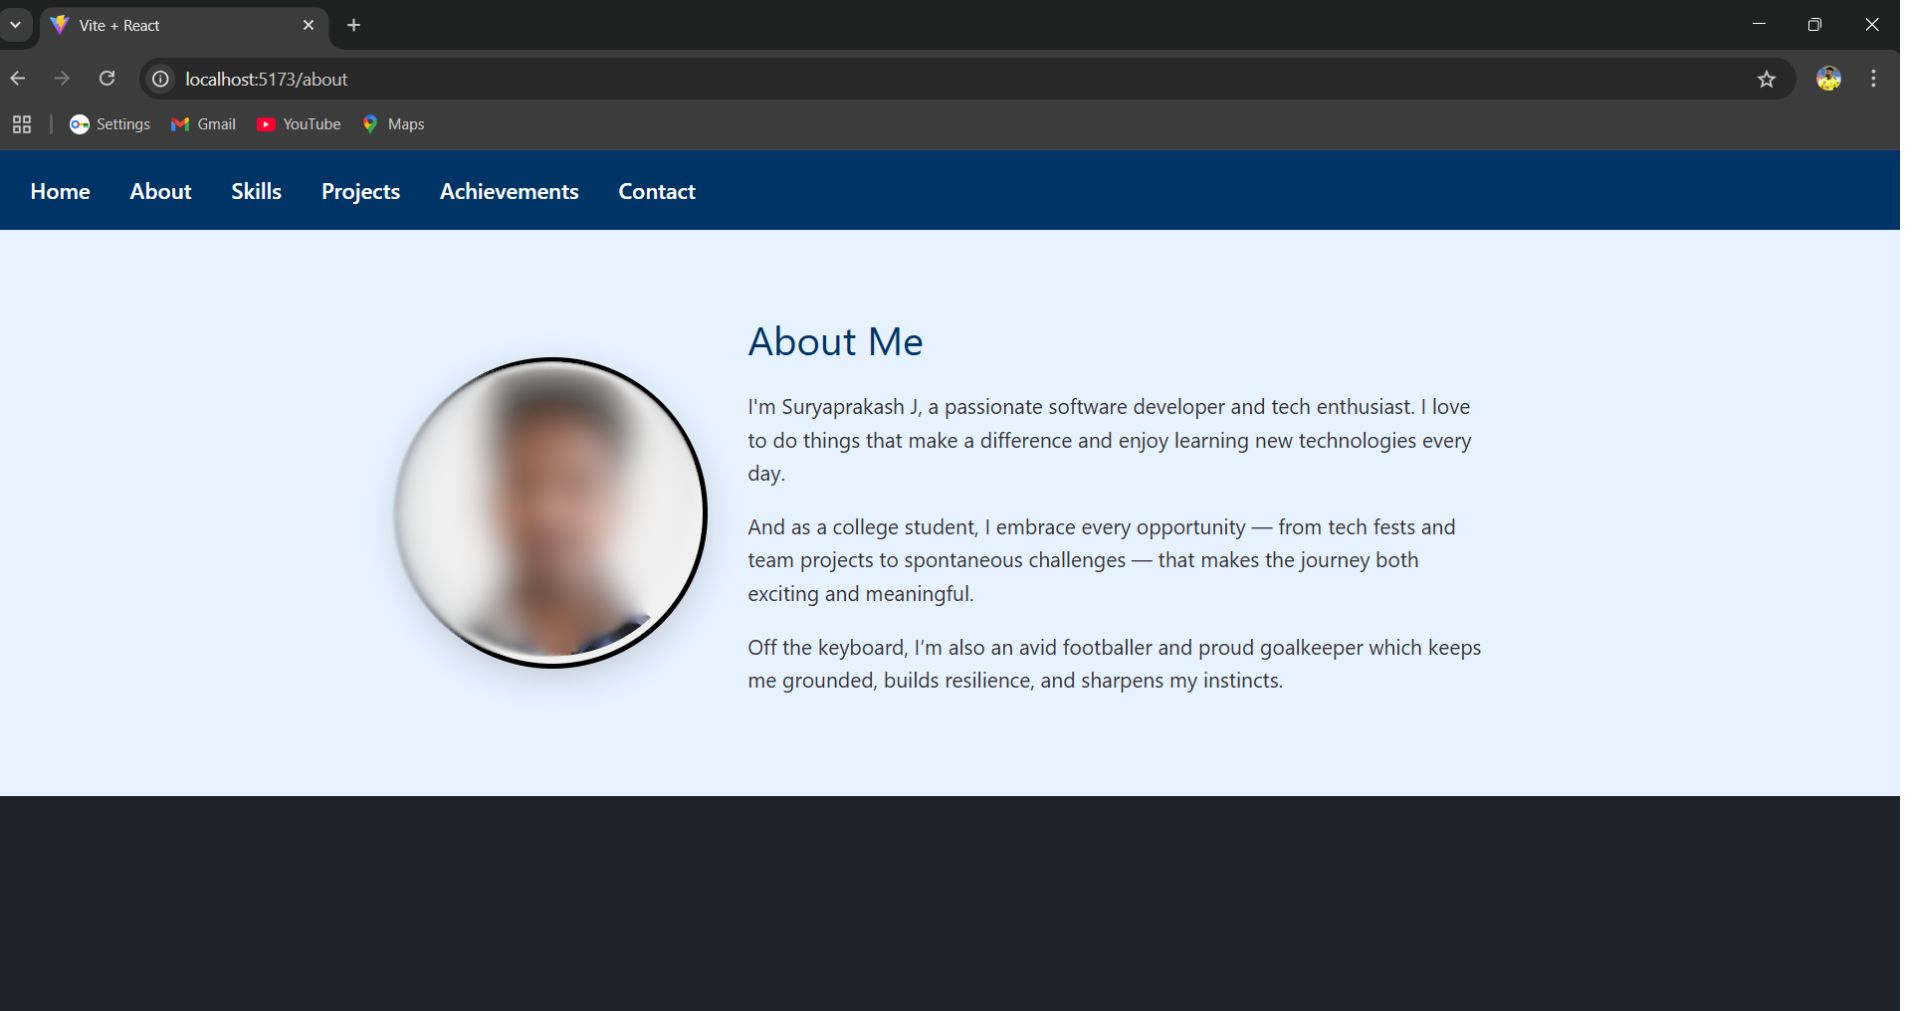 Vite + React
localhost:5173/about
Settings Gmail YouTube Maps
Home About Skills Projects Achievements Contact
About Me
I'm Suryaprakash J, a passionate software developer and tech enthusiast. I love
to do things that make a difference and enjoy learning new technologies every
day.
And as a college student, I embrace every opportunity — from tech fests and
team projects to spontaneous challenges — that makes the journey both
exciting and meaningful.
Off the keyboard, I’m also an avid footballer and proud goalkeeper which keeps
me grounded, builds resilience, and sharpens my instincts.